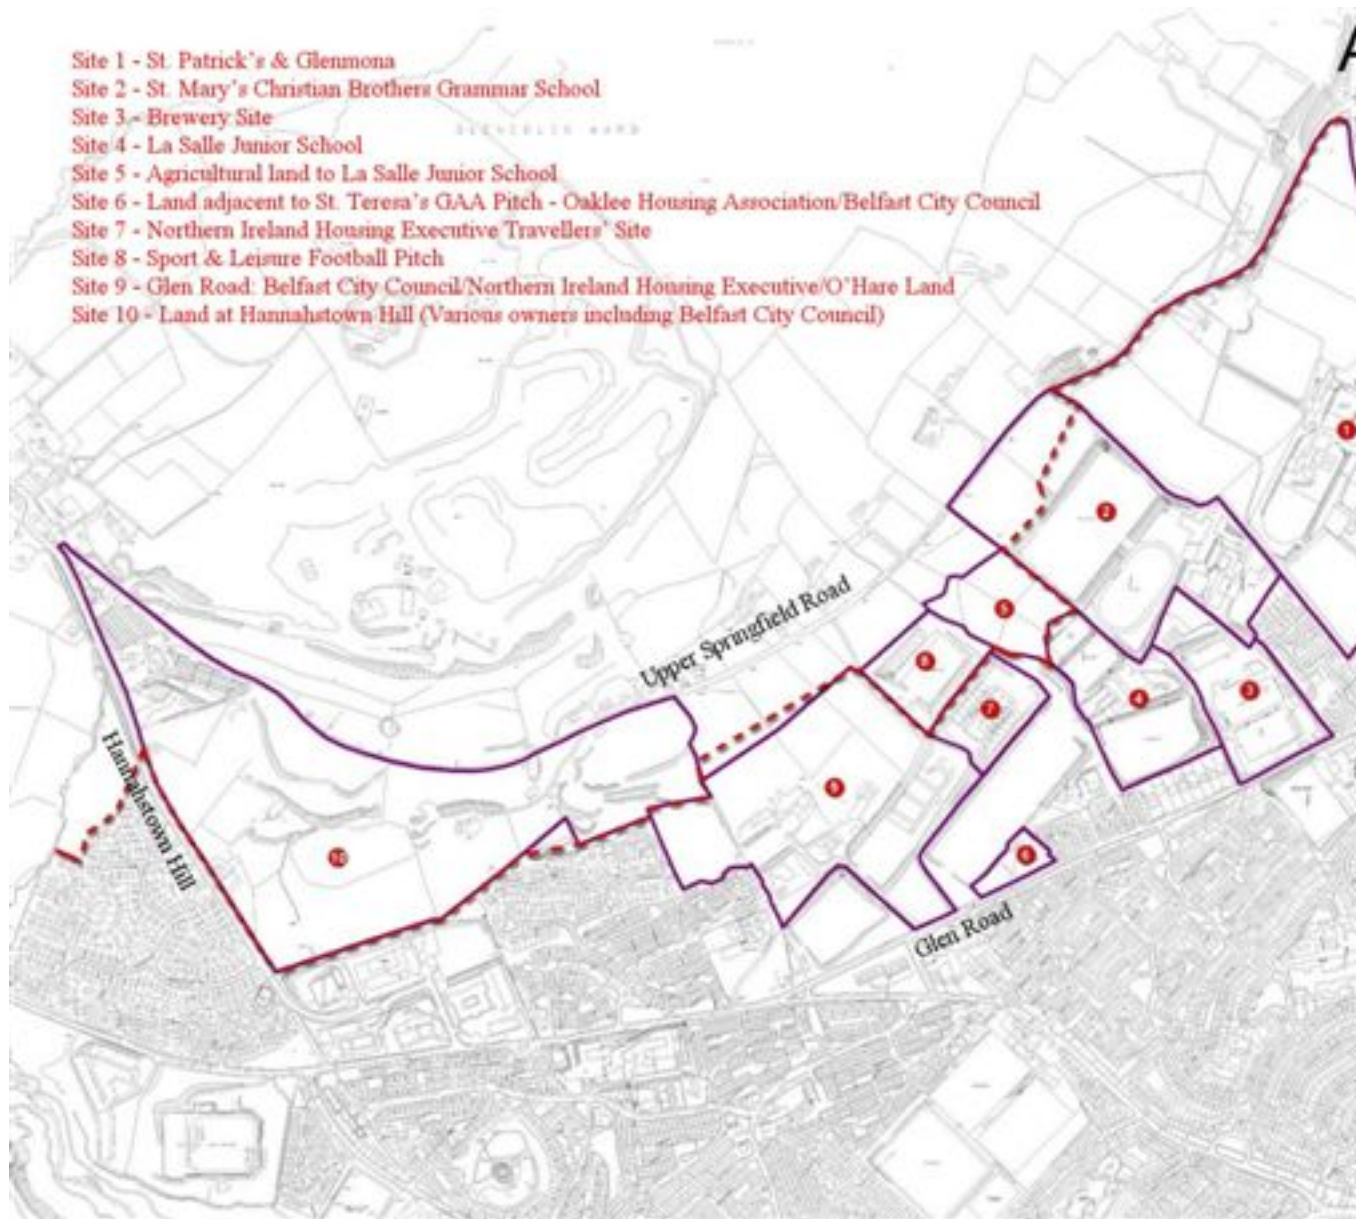 Site 1 - St. Patrick's & Glenmona
Site 2 - St. Mary's Christian Brothers Grammar School
Site 3 - Brewery Site
Site 4 - La Salle Junior School
Site 5 - Agricultural land to La Salle Junior School
Site 6 - Land adjacent to St. Teresa's GAA Pitch - Oaklee Housing Association/Belfast City Council
Site 7 - Northern Ireland Housing Executive Travellers' Site
Site 8 - Sport & Leisure Football Pitch
Site 9 - Glen Road: Belfast City Council/Northern Ireland Housing Executive/O'Hare Land
Site 10 - Land at Hannahstown Hill (Various owners including Belfast City Council)
1
2
5
Upper Springfield Road
8
7
4
3
9
Hannahstown Hill
10
6
Glen Road